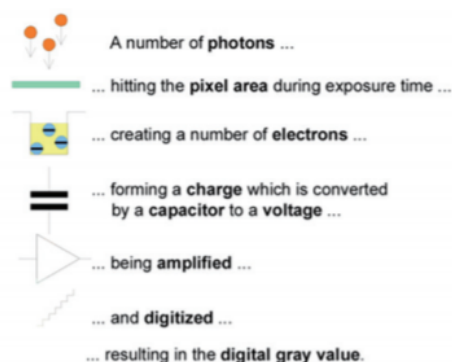 A number of photons ...
... hitting the pixel area during exposure time ...
... creating a number of electrons ...
... forming a charge which is converted
by a capacitor to a voltage ...
... being amplified ...
... and digitized ...
... resulting in the digital gray value.